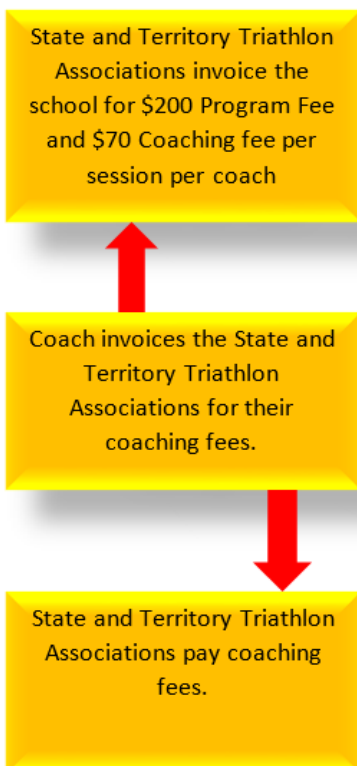 State and Territory Triathlon
Associations invoice the
school for $200 Program Fee
and $70 Coaching fee per
session per coach
Coach invoices the State and
Territory Triathlon
Associations for their
coaching fees.
State and Territory Triathlon
Associations pay coaching
fees.